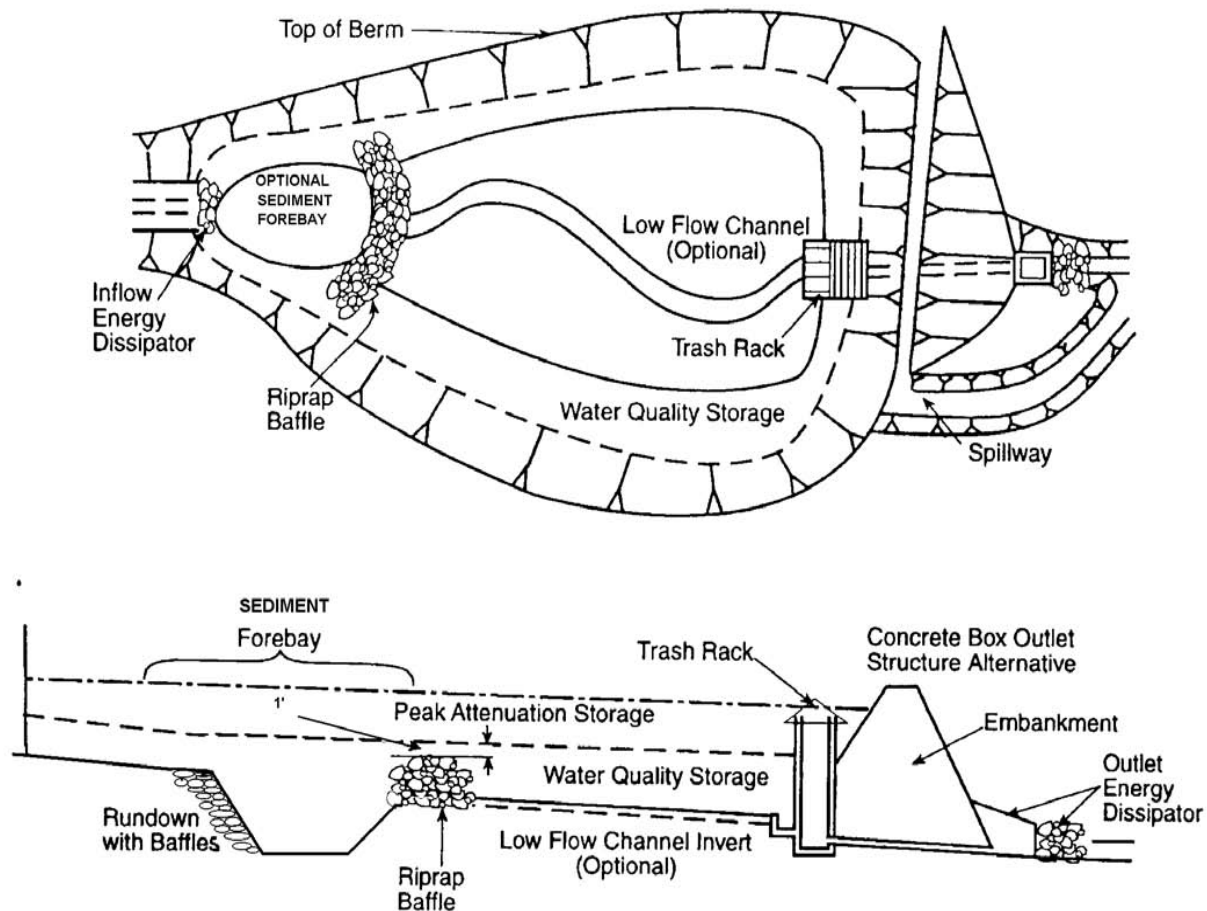 Top of Berm
OPTIONAL
SEDIMENT
FOREBAY
Low Flow Channel
(Optional)
Inflow
Energy
Dissipator
Trash Rack
Riprap
Baffle
Water Quality Storage
Spillway
SEDIMENT
Forebay
Trash Rack
Concrete Box Outlet
Structure Alternative
1'
Peak Attenuation Storage
Embankment
Water Quality Storage
Outlet
Energy
Dissipator
Rundown
with Baffles
Low Flow Channel Invert
(Optional)
Riprap
Baffle